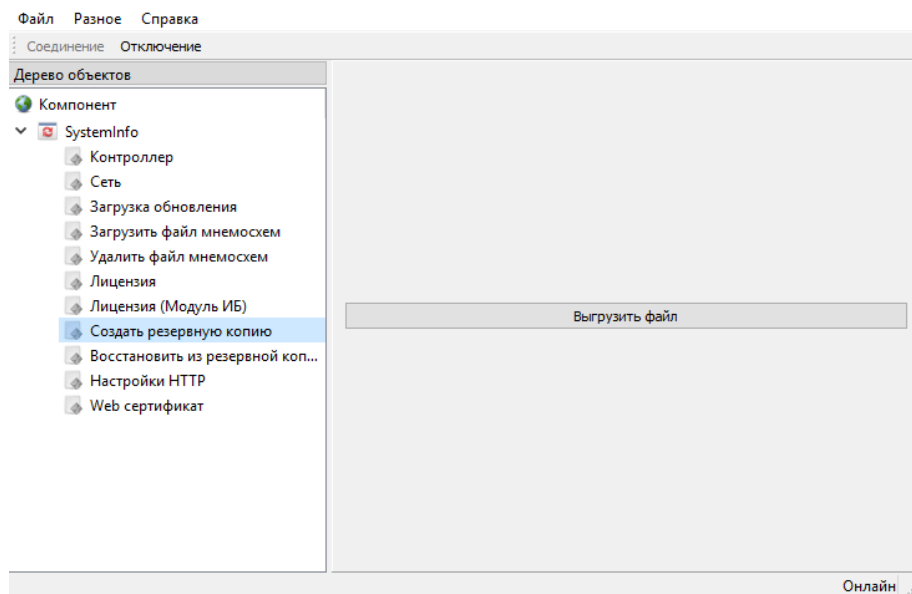 Файл Разное Справка
Соединение Отключение
Дерево объектов
Компонент
SystemInfo
Контроллер
Сеть
Загрузка обновления
Загрузить файл мнемосхем
Удалить файл мнемосхем
Лицензия
Лицензия (Модуль ИБ)
Создать резервную копию
Восстановить из резервной коп...
Настройки HTTP
Web сертификат
Выгрузить файл
Онлайн